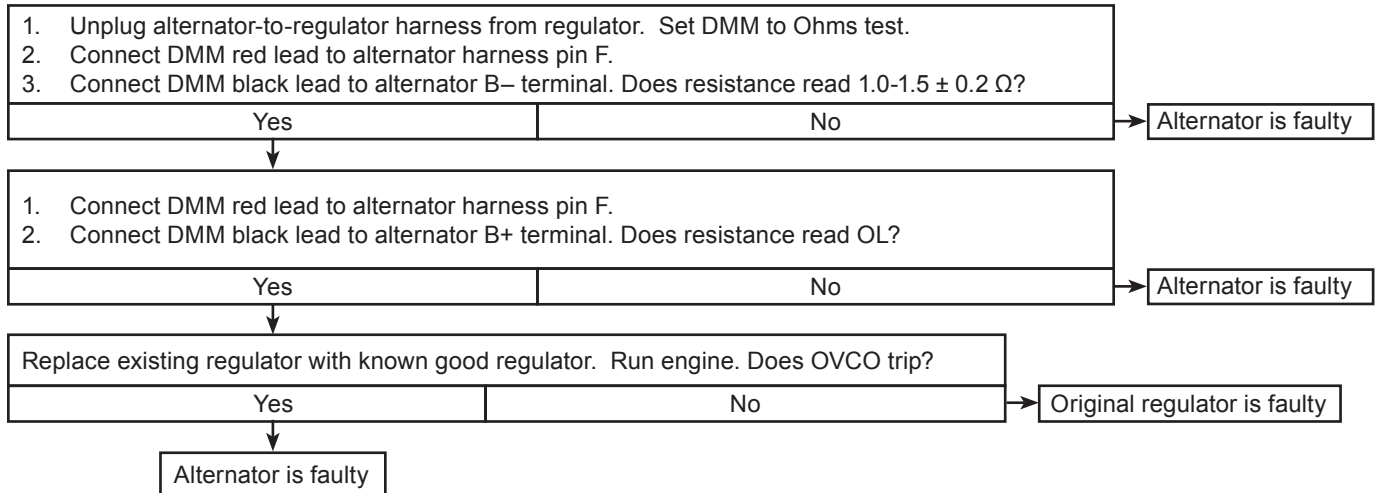 1. Unplug alternator-to-regulator harness from regulator. Set DMM to Ohms test.
2. Connect DMM red lead to alternator harness pin F.
3. Connect DMM black lead to alternator B– terminal. Does resistance read 1.0-1.5 ± 0.2 Ω?
Yes
No
Alternator is faulty
1. Connect DMM red lead to alternator harness pin F.
2. Connect DMM black lead to alternator B+ terminal. Does resistance read OL?
Yes
No
Alternator is faulty
Replace existing regulator with known good regulator. Run engine. Does OVCO trip?
Yes
No
Original regulator is faulty
Alternator is faulty